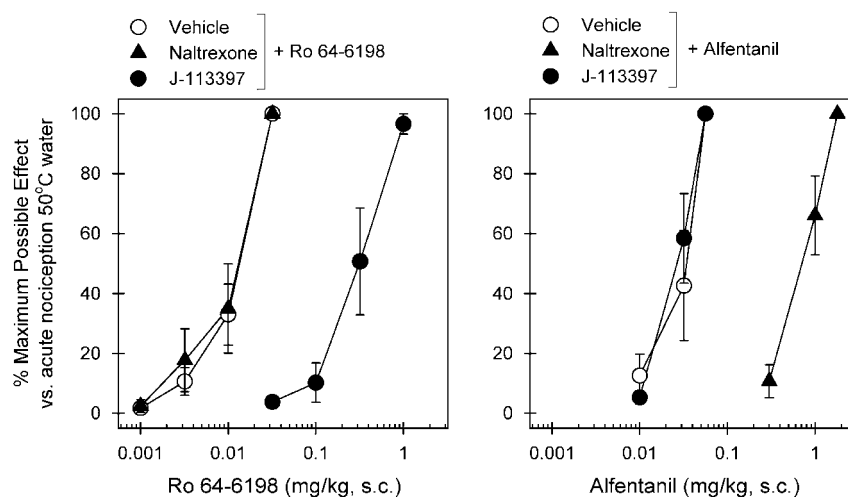 Vehicle
Naltrexone + Ro 64-6198
J-113397
Vehicle
Naltrexone + Alfentanil
J-113397
% Maximum Possible Effect
vs. acute nociception 50°C water
100
80
60
40
20
0
0.001 0.01 0.1 1
Ro 64-6198 (mg/kg, s.c.)
100
80
60
40
20
0
0.001 0.01 0.1 1
Alfentanil (mg/kg, s.c.)